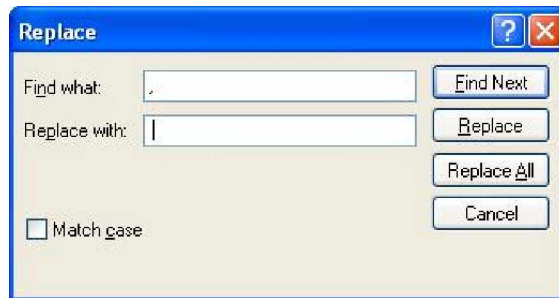 Replace
Find what: ,
Find Next
Replace with:
Replace
Replace All
Cancel
Match case